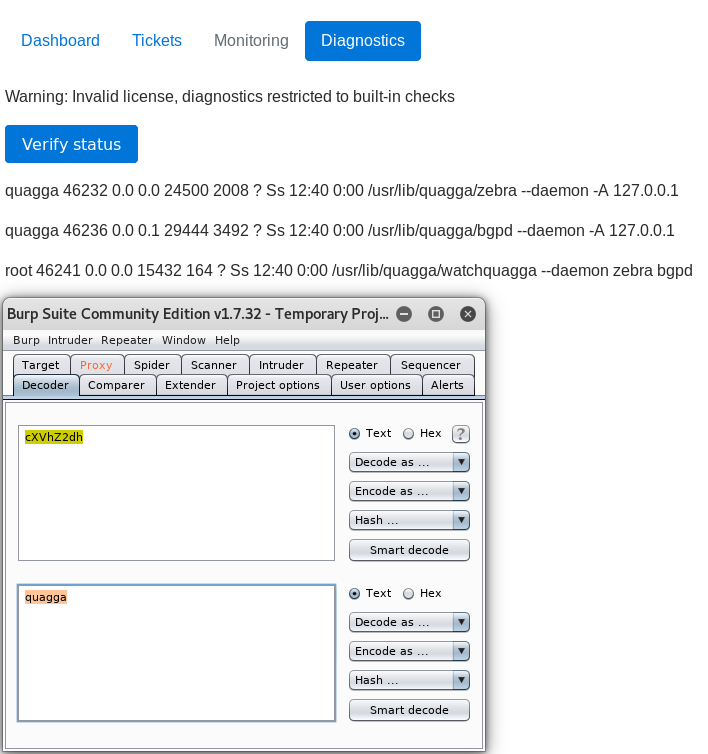 Dashboard Tickets Monitoring Diagnostics
Warning: Invalid license, diagnostics restricted to built-in checks
Verify status
quagga 46232 0.0 0.0 24500 2008 ? Ss 12:40 0:00 /usr/lib/quagga/zebra --daemon -A 127.0.0.1
quagga 46236 0.0 0.1 29444 3492 ? Ss 12:40 0:00 /usr/lib/quagga/bgpd --daemon -A 127.0.0.1
root 46241 0.0 0.0 15432 164 ? Ss 12:40 0:00 /usr/lib/quagga/watchquagga --daemon zebra bgpd
Burp Suite Community Edition v1.7.32 - Temporary Proj...
Burp Intruder Repeater Window Help
Target Proxy Spider Scanner Intruder Repeater Sequencer
Decoder Comparer Extender Project options User options Alerts
cXVhZ2dh
Text Hex ?
Decode as ...
Encode as ...
Hash ...
Smart decode
quagga
Text Hex
Decode as ...
Encode as ...
Hash ...
Smart decode